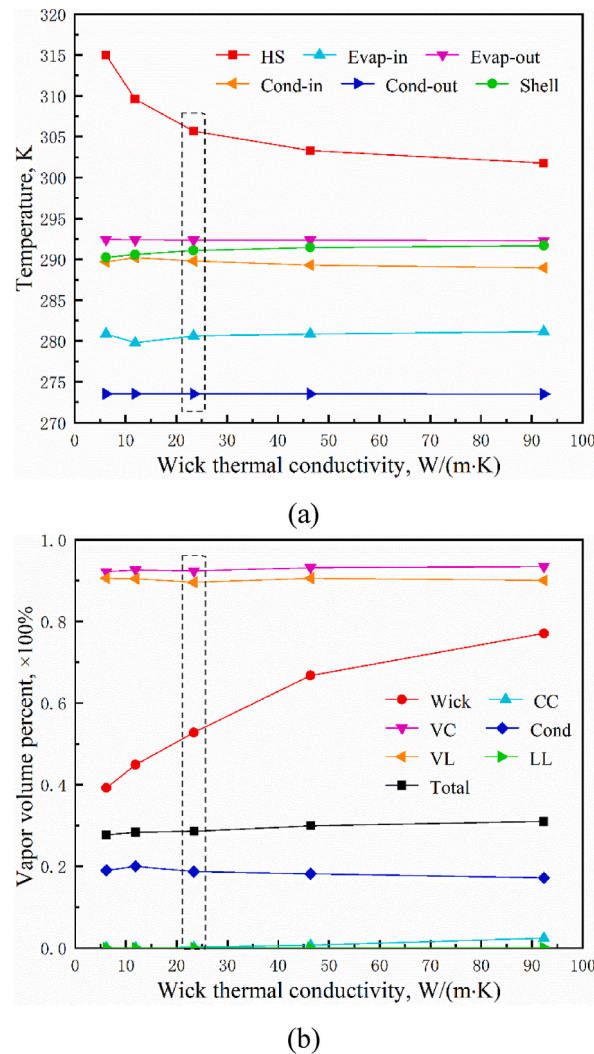 320
315
310
305
300
295
290
285
280
275
270
Temperature, K
HS Evap-in Evap-out
Cond-in Cond-out Shell
0 10 20 30 40 50 60 70 80 90 100
Wick thermal conductivity, W/(m·K)
(a)
1.0
0.8
0.6
0.4
0.2
0.0
Vapor volume percent, ×100%
Wick CC
VC Cond
VL LL
Total
0 10 20 30 40 50 60 70 80 90 100
Wick thermal conductivity, W/(m·K)
(b)